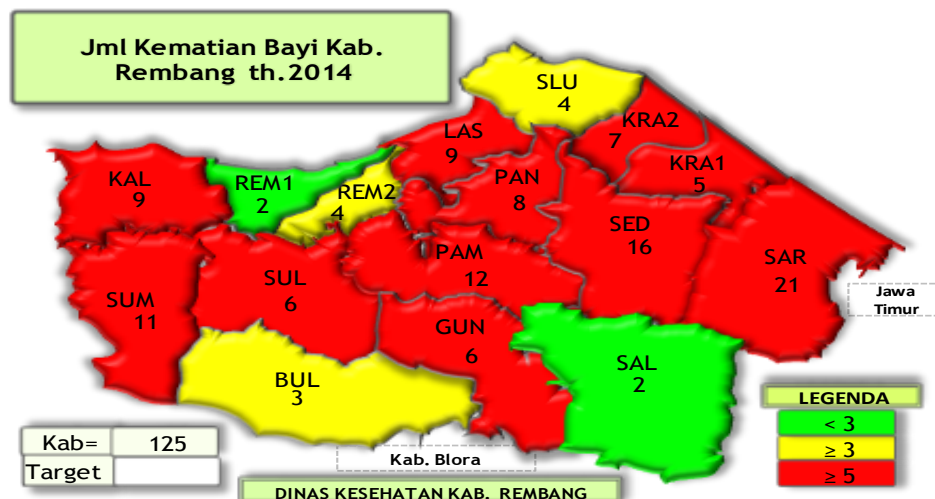 Jml Kematian Bayi Kab.
Rembang th.2014
SLU
4
KRA2
7
LAS
9
KRA1
5
KAL
9
REM1
2
REM2
4
PAN
8
SED
16
SAR
21
PAM
12
SUL
6
SUM
11
GUN
6
Jawa
Timur
SAL
2
BUL
3
LEGENDA
< 3
≥ 3
≥ 5
Kab= 125
Target
Kab. Blora
DINAS KESEHATAN KAB. REMBANG